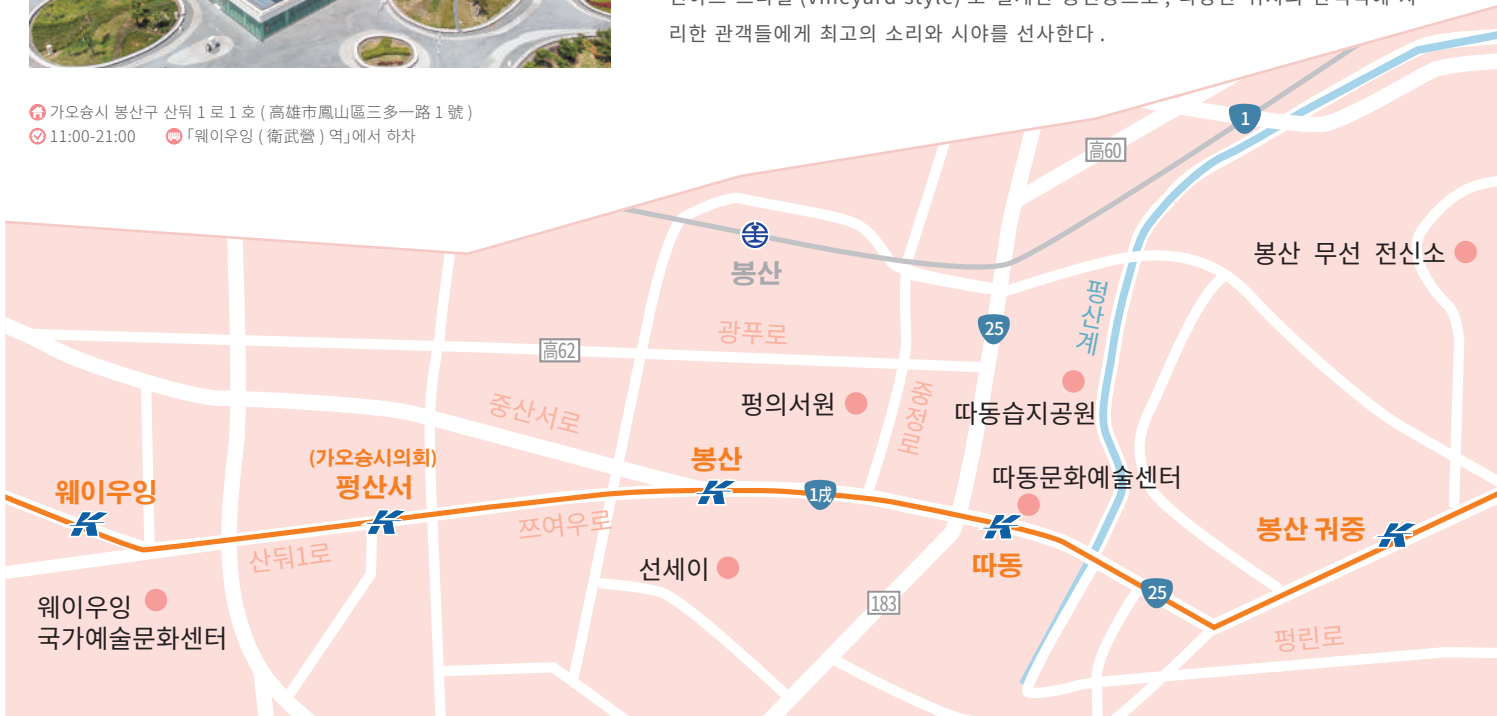 리한 관객들에게 최고의 소리와 시야를 선사한다 .
가오슝시 봉산구 산둬 1 로 1 호 ( 高雄市鳳山區三多一路 1 號 )
11:00-21:00 「웨이우잉 ( 衛武營 ) 역」에서 하차
1
高60
봉산 무선 전신소
봉산
펑산계
25
광푸로
高62
중정로
펑의서원
따동습지공원
중산서로
(가오슝시의회)
펑산서
봉산
웨이우잉
1戌
따동문화예술센터
쯔여우로
봉산 궈중
산둬1로
선세이
따동
25
183
웨이우잉
국가예술문화센터
펑린로